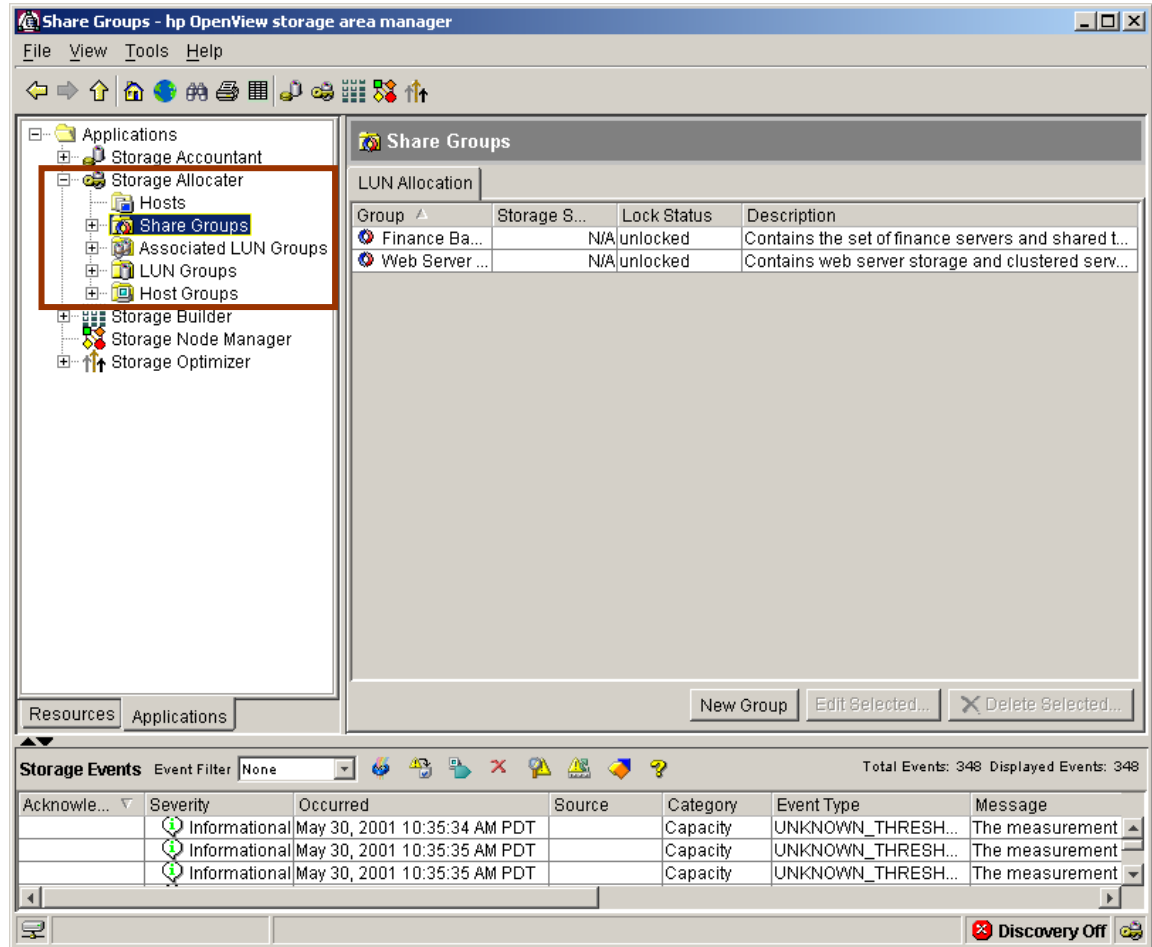 Share Groups - hp OpenView storage area manager
File View Tools Help
Applications
Storage Accountant
Storage Allocater
Hosts
Share Groups
Associated LUN Groups
LUN Groups
Host Groups
Storage Builder
Storage Node Manager
Storage Optimizer
Resources Applications
Share Groups
LUN Allocation
Group Storage S... Lock Status Description
Finance Ba... N/A unlocked Contains the set of finance servers and shared t...
Web Server ... N/A unlocked Contains web server storage and clustered serv...
New Group Edit Selected... Delete Selected...
Storage Events Event Filter None Total Events: 348 Displayed Events: 348
Acknowle... Severity Occurred Source Category Event Type Message
Informational May 30, 2001 10:35:34 AM PDT Capacity UNKNOWN_THRESH... The measurement
Informational May 30, 2001 10:35:35 AM PDT Capacity UNKNOWN_THRESH... The measurement
Informational May 30, 2001 10:35:35 AM PDT Capacity UNKNOWN_THRESH... The measurement
Discovery Off